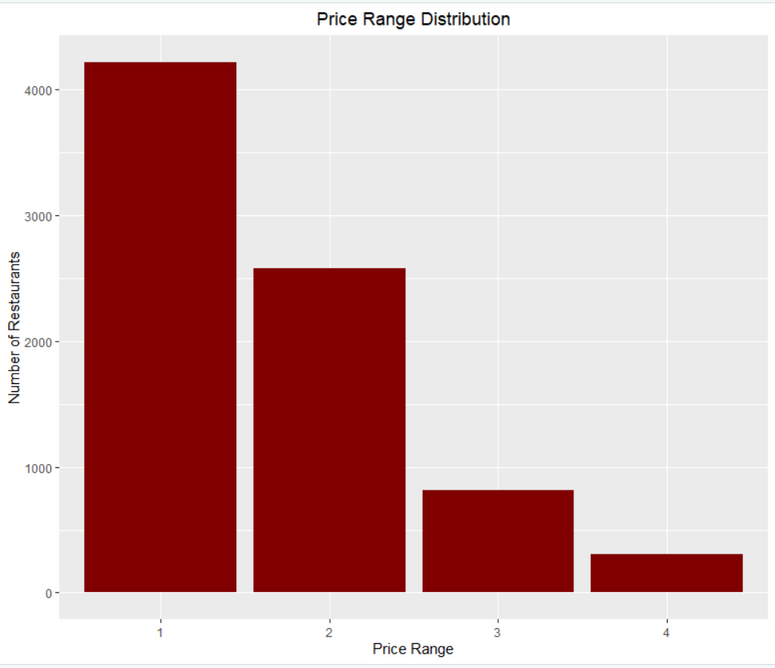 Price Range Distribution
Number of Restaurants
4000
3000
2000
1000
0
1 2 3 4
Price Range